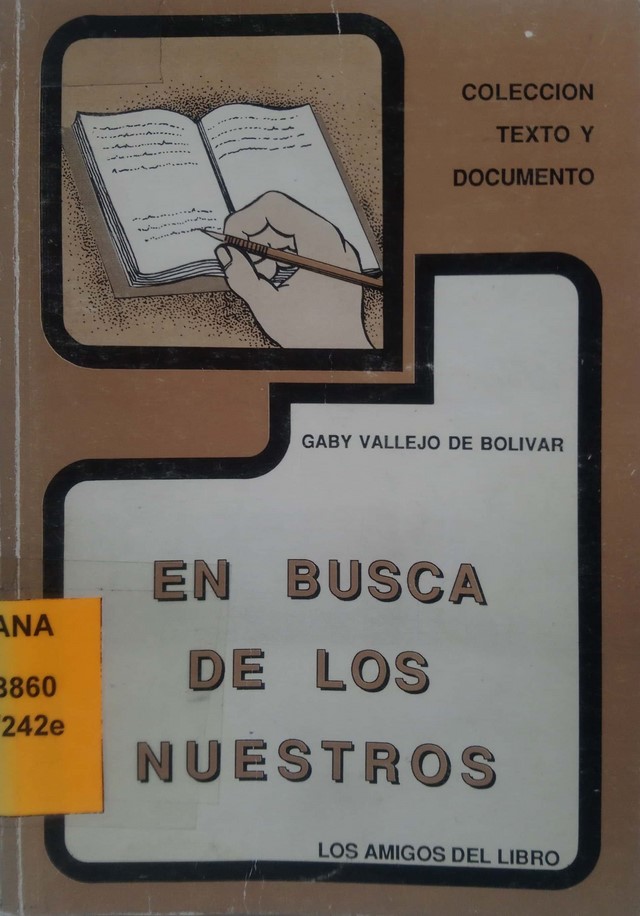 COLECCION
TEXTO Y
DOCUMENTO
GABY VALLEJO DE BOLIVAR
EN BUSCA
DE LOS
NUESTROS
ANA
3860
242e
LOS AMIGOS DEL LIBRO